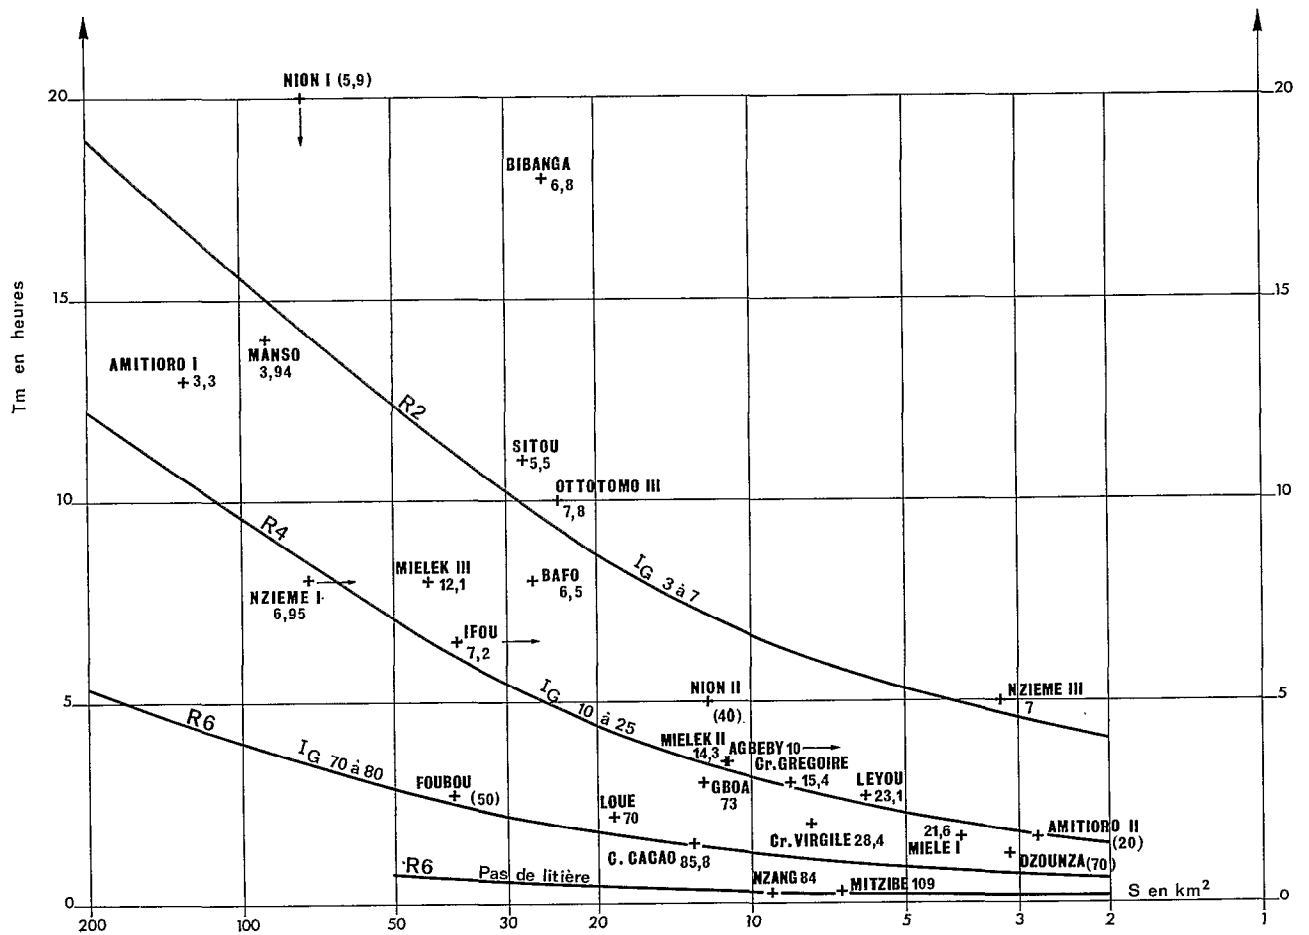 NION I (5,9)
20
20
BIBANGA
6,8
Tm en heures
15
15
AMITIORO I
3,3
MANSO
3,94
R2
SITOU
5,5
OTTOTOMO III
7,8
10
10
R4
IG 3 à 7
MIELEK III
12,1
BAFO
6,5
NZIEME I
6,95
IFOU
7,2
IG 10 à 25
NION II
(40)
NZIEME III
7
5
5
R6
IG 70 à 80
MIELEK II
14,3
AGBEBY 10
Cr. GREGOIRE
15,4
GBOA
73
LEYOU
23,1
FOUBOU
(50)
LOUE
70
C. CACAO 85,8
Cr. VIRGILE 28,4
21,6
MIELE I
AMITIORO II
(20)
DZOUNZA (70)
R6
Pas de litière
NZANG 84
MITZIBE 109
S en km²
0
0
200
100
50
30
20
10
5
3
2
1